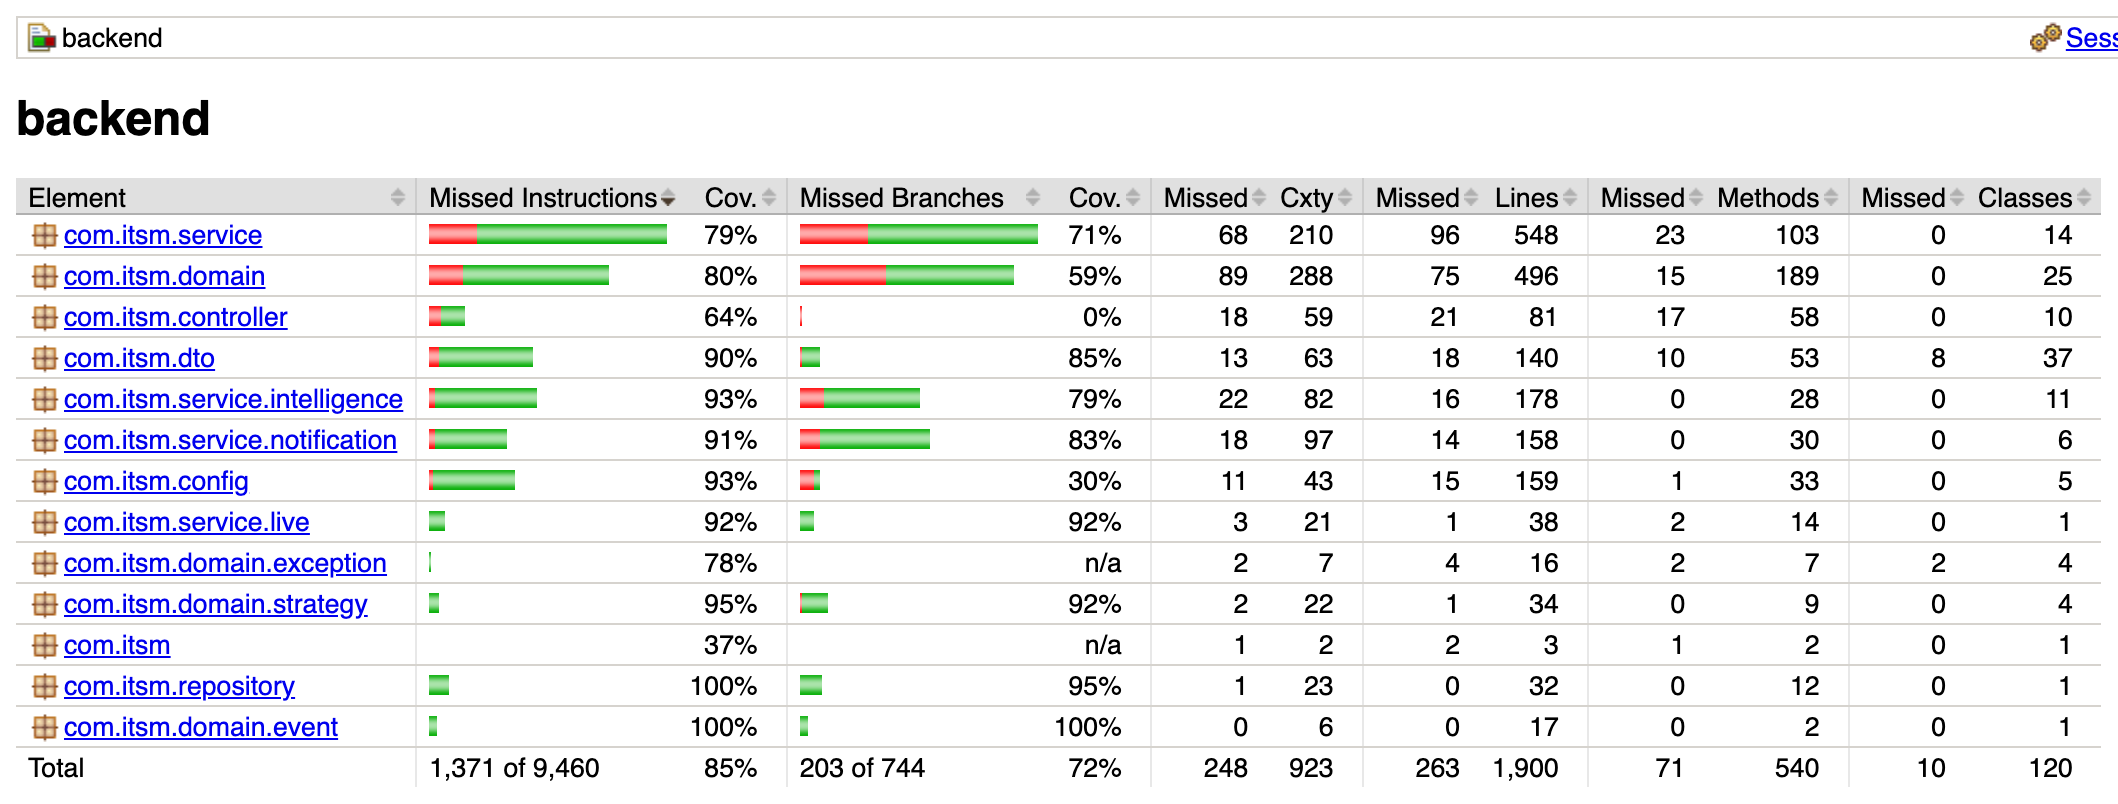 backend Sess
backend
Element Missed Instructions Cov. Missed Branches Cov. Missed Cxty Missed Lines Missed Methods Missed Classes
com.itsm.service 79% 71% 68 210 96 548 23 103 0 14
com.itsm.domain 80% 59% 89 288 75 496 15 189 0 25
com.itsm.controller 64% 0% 18 59 21 81 17 58 0 10
com.itsm.dto 90% 85% 13 63 18 140 10 53 8 37
com.itsm.service.intelligence 93% 79% 22 82 16 178 0 28 0 11
com.itsm.service.notification 91% 83% 18 97 14 158 0 30 0 6
com.itsm.config 93% 30% 11 43 15 159 1 33 0 5
com.itsm.service.live 92% 92% 3 21 1 38 2 14 0 1
com.itsm.domain.exception 78% n/a 2 7 4 16 2 7 2 4
com.itsm.domain.strategy 95% 92% 2 22 1 34 0 9 0 4
com.itsm 37% n/a 1 2 2 3 1 2 0 1
com.itsm.repository 100% 95% 1 23 0 32 0 12 0 1
com.itsm.domain.event 100% 100% 0 6 0 17 0 2 0 1
Total 1,371 of 9,460 85% 203 of 744 72% 248 923 263 1,900 71 540 10 120